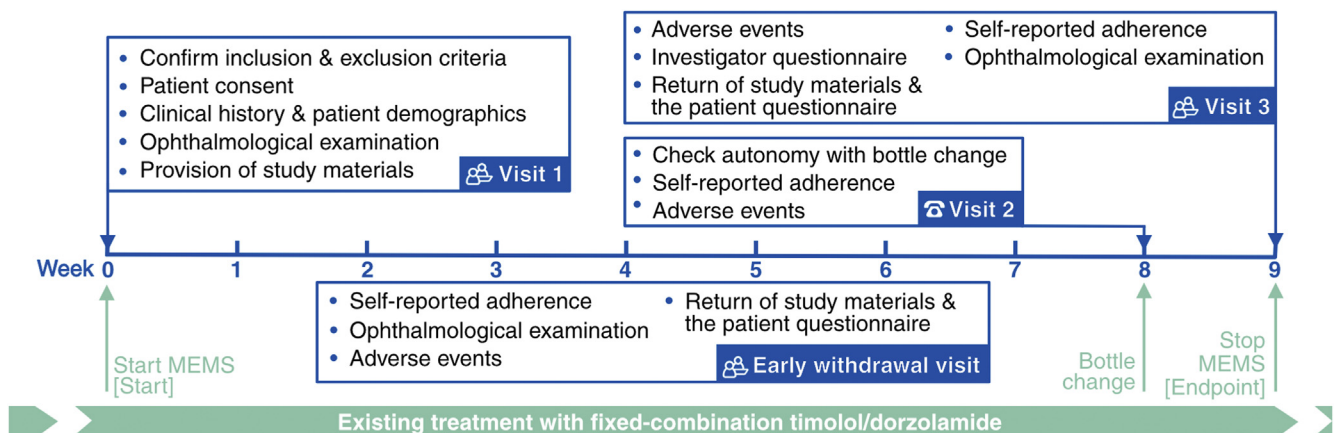 • Confirm inclusion & exclusion criteria
• Patient consent
• Clinical history & patient demographics
• Ophthalmological examination
• Provision of study materials
Visit 1
• Adverse events
• Investigator questionnaire
• Return of study materials &
the patient questionnaire
• Self-reported adherence
• Ophthalmological examination
Visit 3
• Check autonomy with bottle change
• Self-reported adherence
• Adverse events
Visit 2
Week 0 1 2 3 4 5 6 7 8 9
• Self-reported adherence
• Ophthalmological examination
• Adverse events
• Return of study materials &
the patient questionnaire
Early withdrawal visit
Start MEMS
[Start]
Bottle
change
Stop
MEMS
[Endpoint]
Existing treatment with fixed-combination timolol/dorzolamide